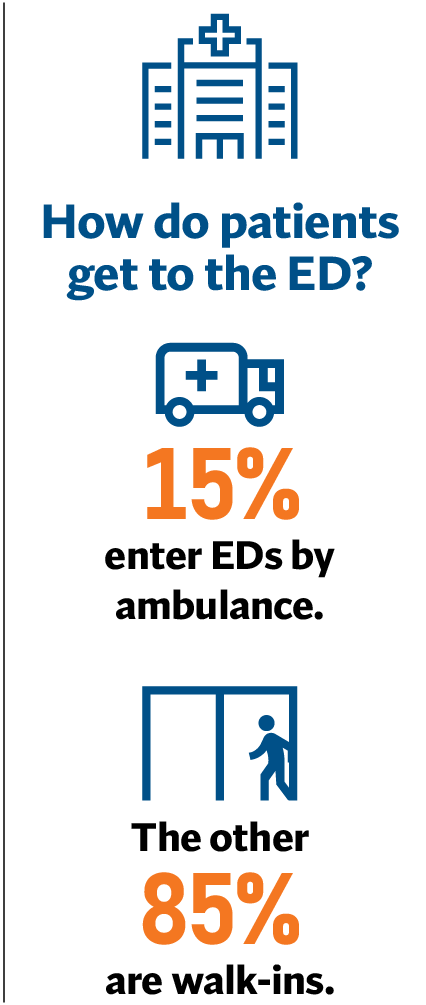 How do patients
get to the ED?
15%
enter EDs by
ambulance.
The other
85%
are walk-ins.